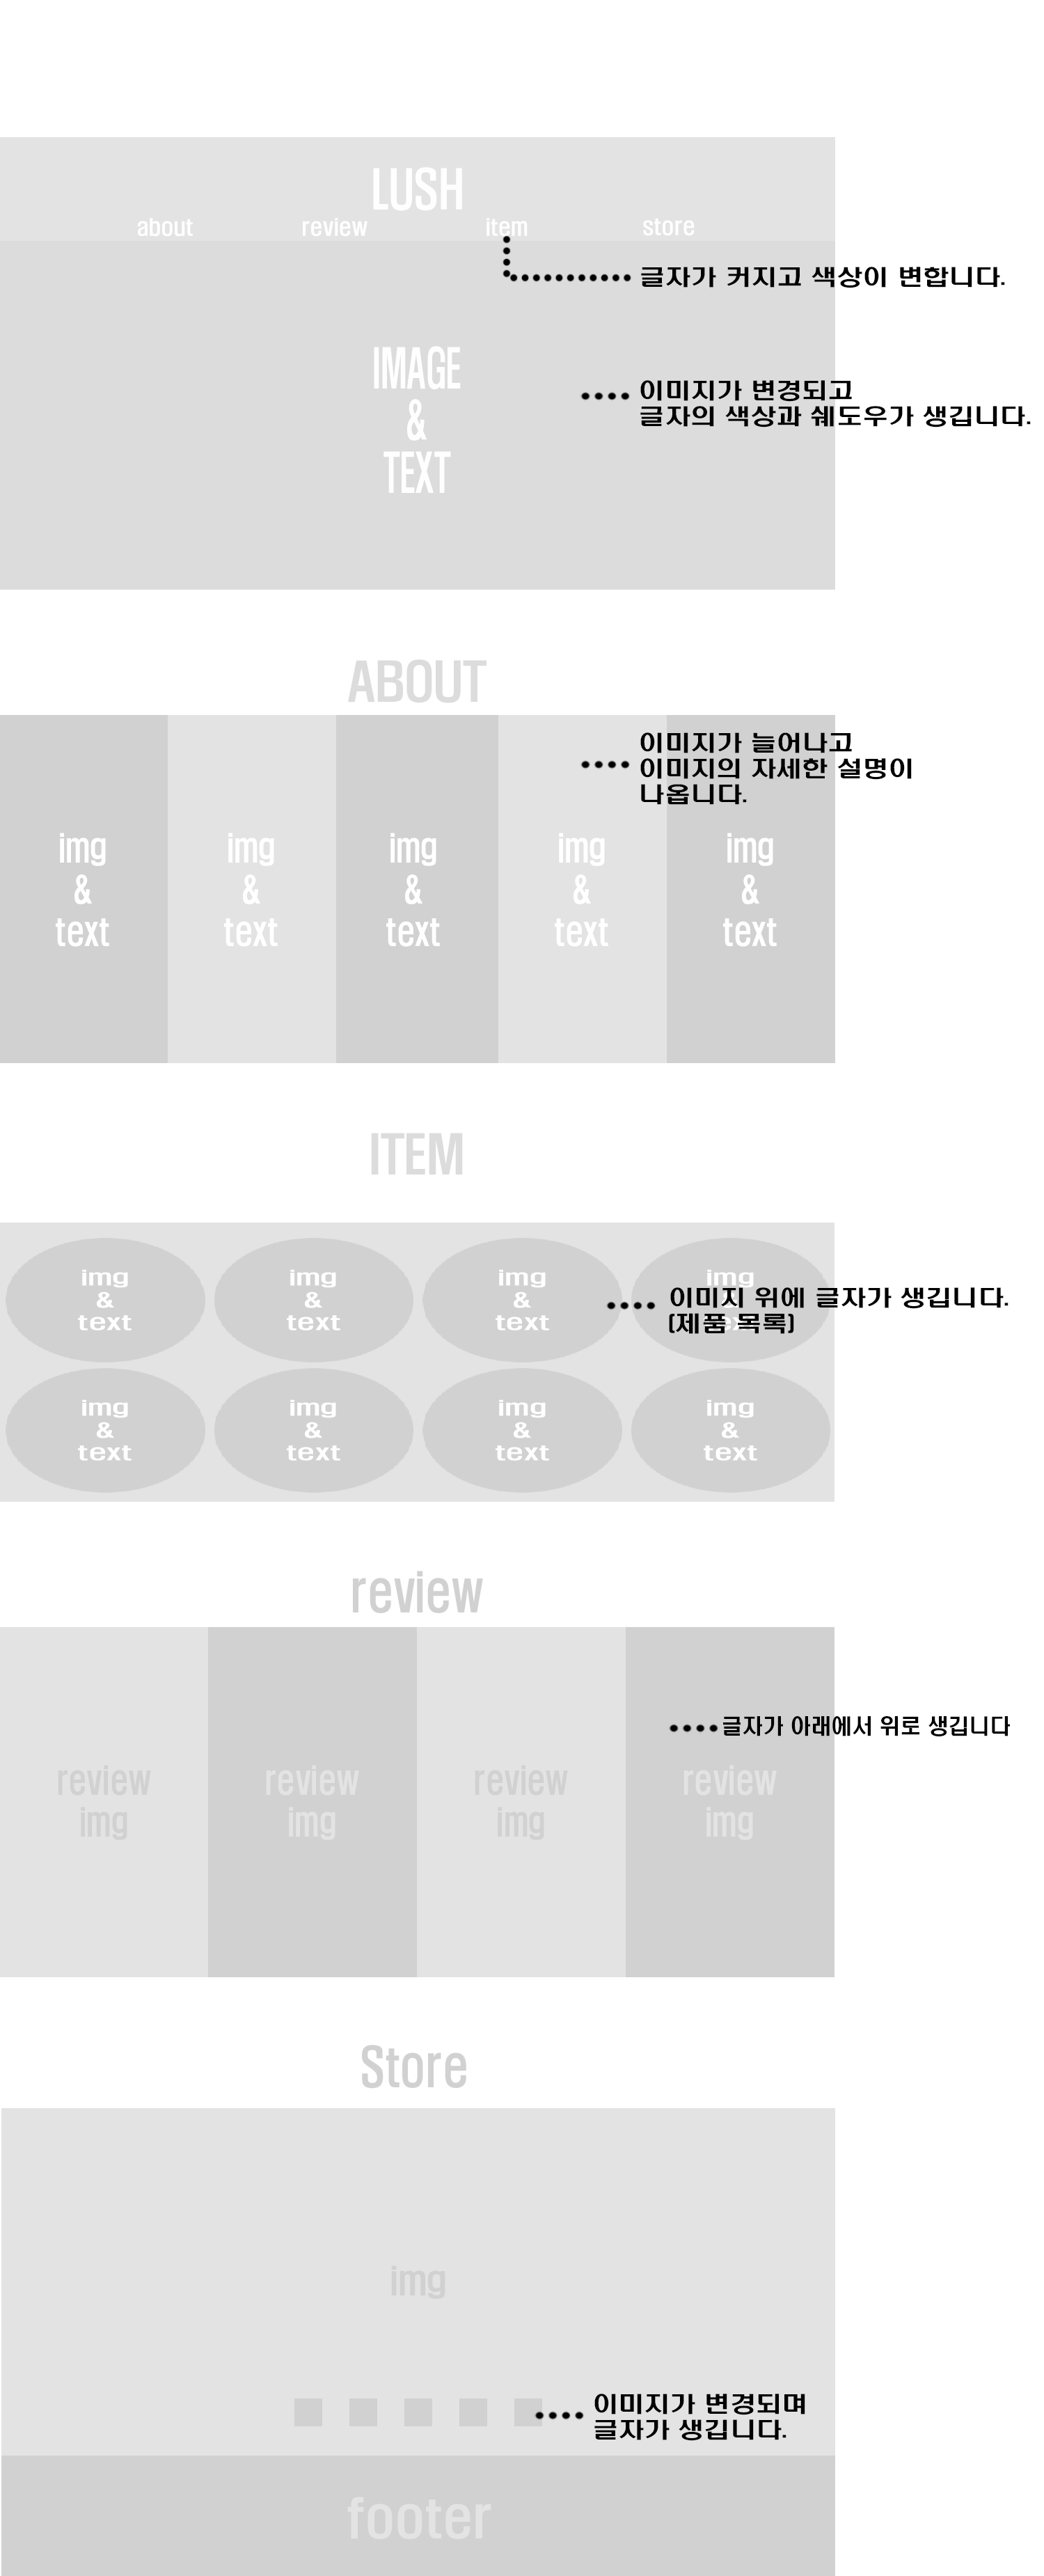 LUSH
about
review
item
store
글자가 커지고 색상이 변합니다.
IMAGE
&
TEXT
이미지가 변경되고
글자의 색상과 쉐도우가 생깁니다.
ABOUT
이미지가 늘어나고
이미지의 자세한 설명이
나옵니다.
img
&
text
img
&
text
img
&
text
img
&
text
img
&
text
ITEM
img
&
text
img
&
text
img
&
text
img
&
text
이미지 위에 글자가 생깁니다.
(제품 목록)
img
&
text
img
&
text
img
&
text
img
&
text
review
글자가 아래에서 위로 생깁니다
review
img
review
img
review
img
review
img
Store
img
이미지가 변경되며
글자가 생깁니다.
footer